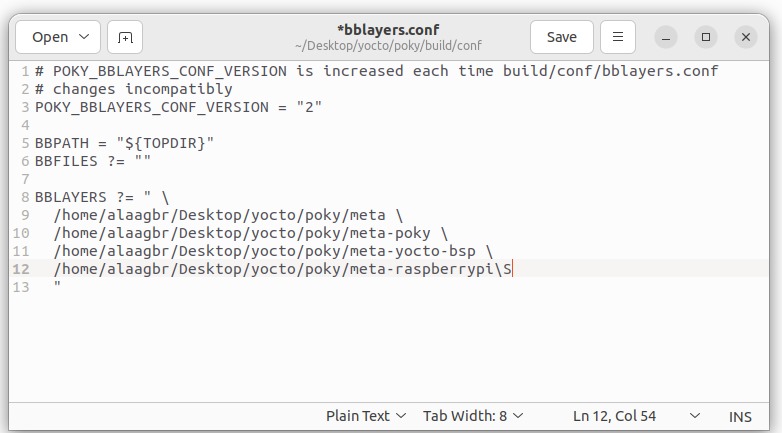 Open
*bblayers.conf
~/Desktop/yocto/poky/build/conf
Save
1 # POKY_BBLAYERS_CONF_VERSION is increased each time build/conf/bblayers.conf
2 # changes incompatibly
3 POKY_BBLAYERS_CONF_VERSION = "2"
4
5 BBPATH = "${TOPDIR}"
6 BBFILES ?= ""
7
8 BBLAYERS ?= " \
9   /home/alaagbr/Desktop/yocto/poky/meta \
10   /home/alaagbr/Desktop/yocto/poky/meta-poky \
11   /home/alaagbr/Desktop/yocto/poky/meta-yocto-bsp \
12   /home/alaagbr/Desktop/yocto/poky/meta-raspberrypi\S
13   "
Plain Text Tab Width: 8 Ln 12, Col 54 INS